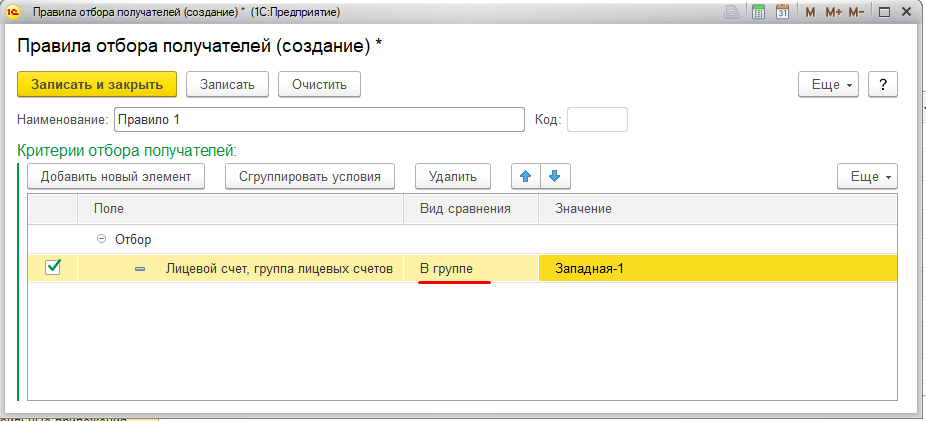 1С Правила отбора получателей (создание) * (1С:Предприятие) 31 M M+ M-
Правила отбора получателей (создание) *
Записать и закрыть Записать Очистить Еще ?
Наименование: Правило 1 Код:
Критерии отбора получателей:
Добавить новый элемент Сгруппировать условия Удалить Еще
Поле Вид сравнения Значение
Отбор
Лицевой счет, группа лицевых счетов В группе Западная-1